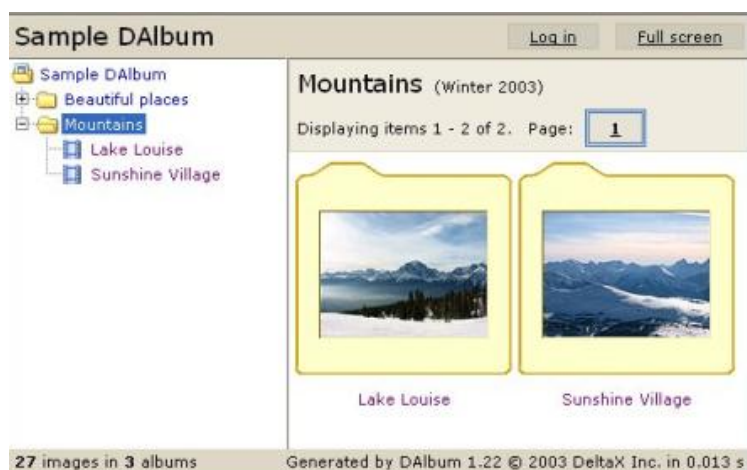 Sample DAlbum
Log in
Full screen
Sample DAlbum
Beautiful places
Mountains
Lake Louise
Sunshine Village
Mountains (Winter 2003)
Displaying items 1 - 2 of 2. Page: 1
Lake Louise
Sunshine Village
27 images in 3 albums
Generated by DAlbum 1.22 © 2003 DeltaX Inc. in 0.013 s